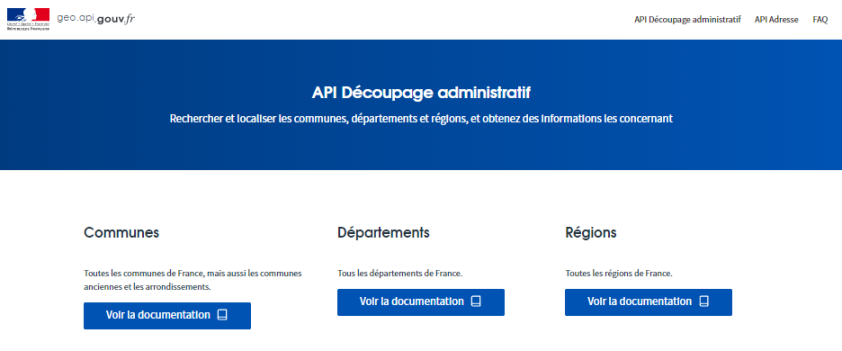 geo.api.gouv.fr
API Découpage administratif
API Adresse
FAQ
API Découpage administratif
Rechercher et localiser les communes, départements et régions, et obtenez des informations les concernant
Communes
Toutes les communes de France, mais aussi les communes
anciennes et les arrondissements.
Voir la documentation
Départements
Tous les départements de France.
Voir la documentation
Régions
Toutes les régions de France.
Voir la documentation